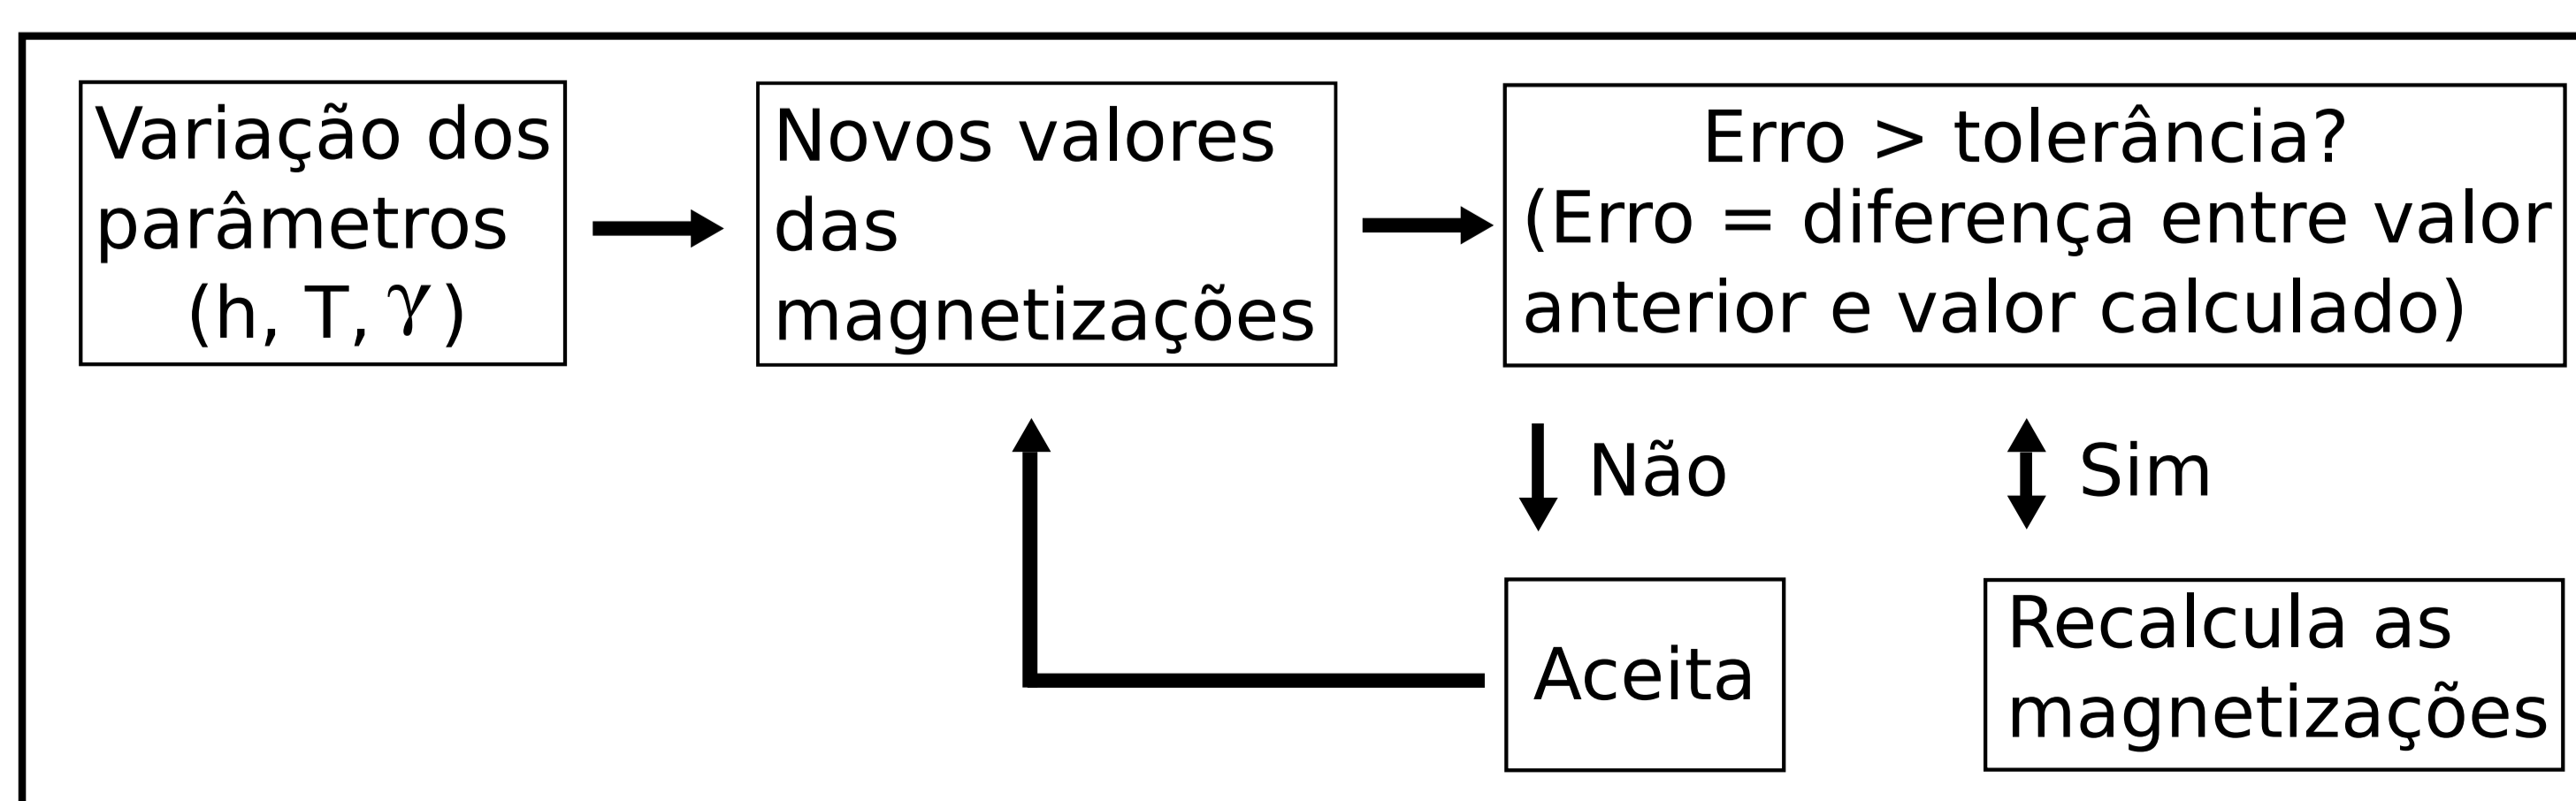 Variação dos
parâmetros
(h, T, γ)
Novos valores
das
magnetizações
Erro > tolerância?
(Erro = diferença entre valor
anterior e valor calculado)
Não
Sim
Aceita
Recalcula as
magnetizações